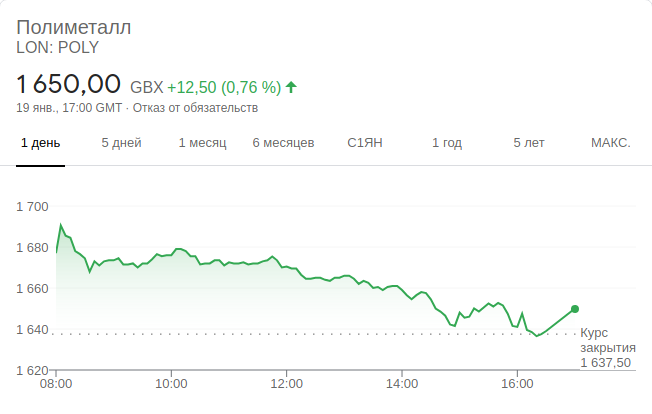 Полиметалл
LON: POLY
1 650,00 GBX +12,50 (0,76 %)
19 янв., 17:00 GMT · Отказ от обязательств
1 день 5 дней 1 месяц 6 месяцев С1ЯН 1 год 5 лет МАКС.
1 700
1 680
1 660
1 640
1 620
Курс
закрытия
1 637,50
08:00 10:00 12:00 14:00 16:00